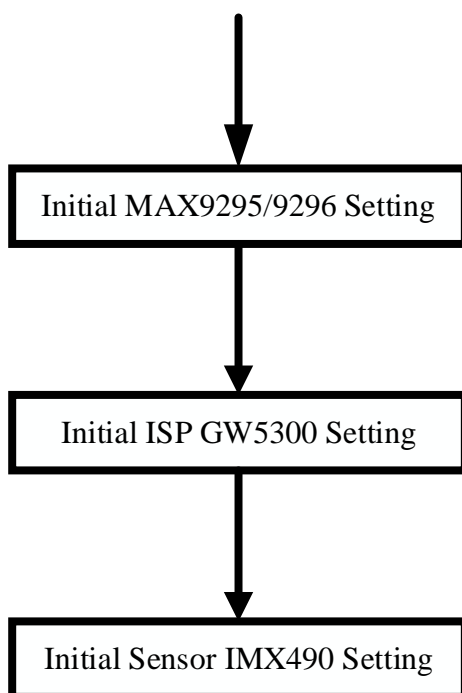 Initial MAX9295/9296 Setting
Initial ISP GW5300 Setting
Initial Sensor IMX490 Setting